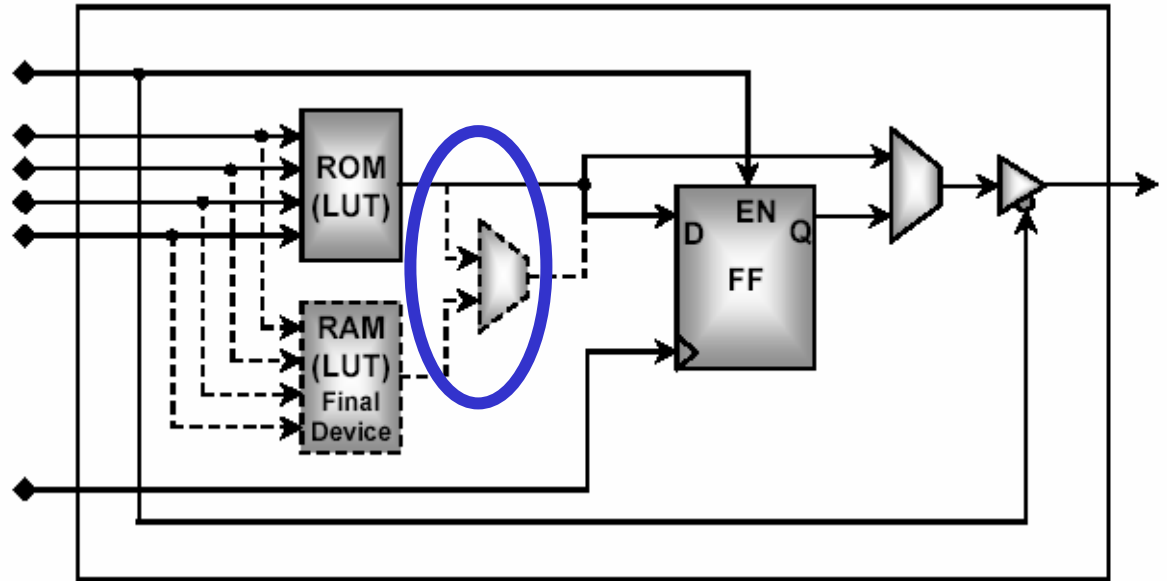 ROM
(LUT)
RAM
(LUT)
Final
Device
EN
D
Q
FF